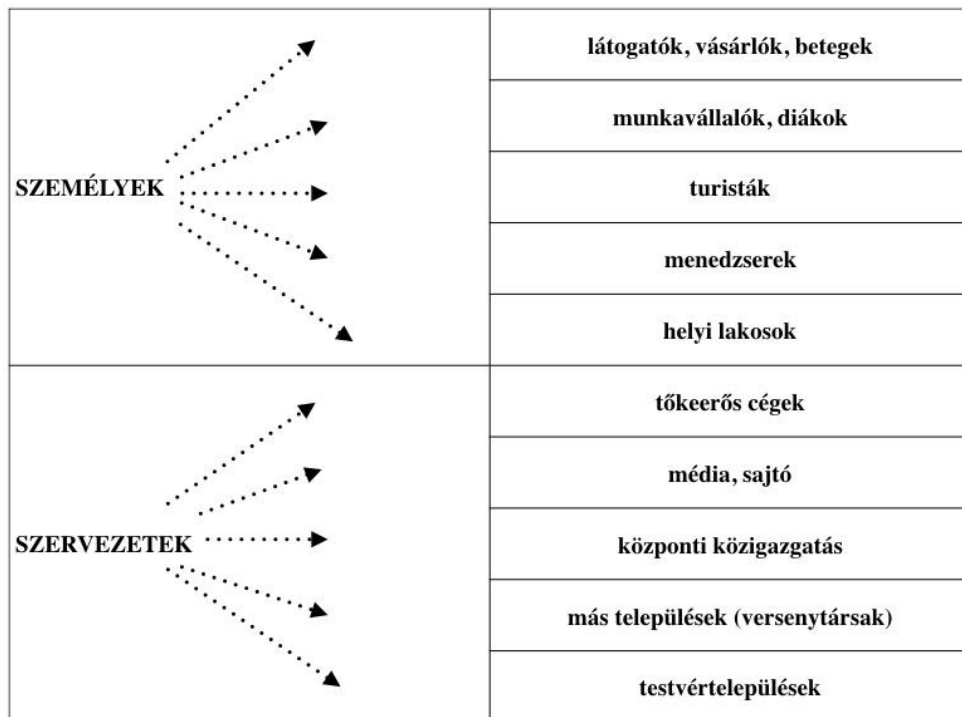 SZEMÉLYEK
látogatók, vásárlók, betegek
munkavállalók, diákok
turisták
menedzserek
helyi lakosok
SZERVEZETEK
tőkeerős cégek
média, sajtó
központi közigazgatás
más települések (versenytársak)
testvértelepülések